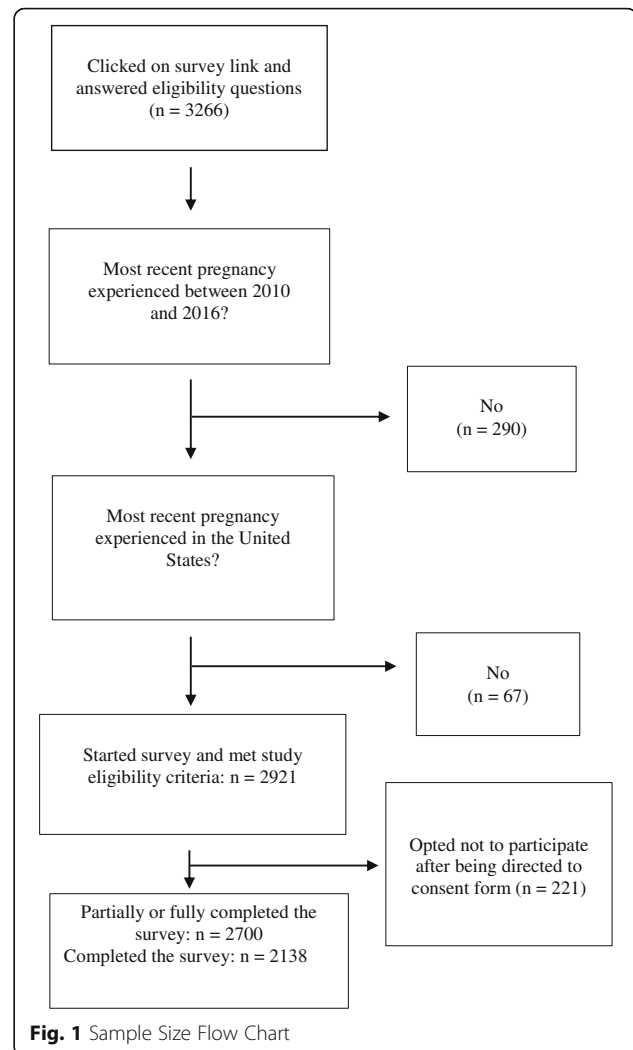 Clicked on survey link and
answered eligibility questions
(n = 3266)
Most recent pregnancy
experienced between 2010
and 2016?
No
(n = 290)
Most recent pregnancy
experienced in the United
States?
No
(n = 67)
Started survey and met study
eligibility criteria: n = 2921
Opted not to participate
after being directed to
consent form (n = 221)
Partially or fully completed the
survey: n = 2700
Completed the survey: n = 2138
Fig. 1 Sample Size Flow Chart